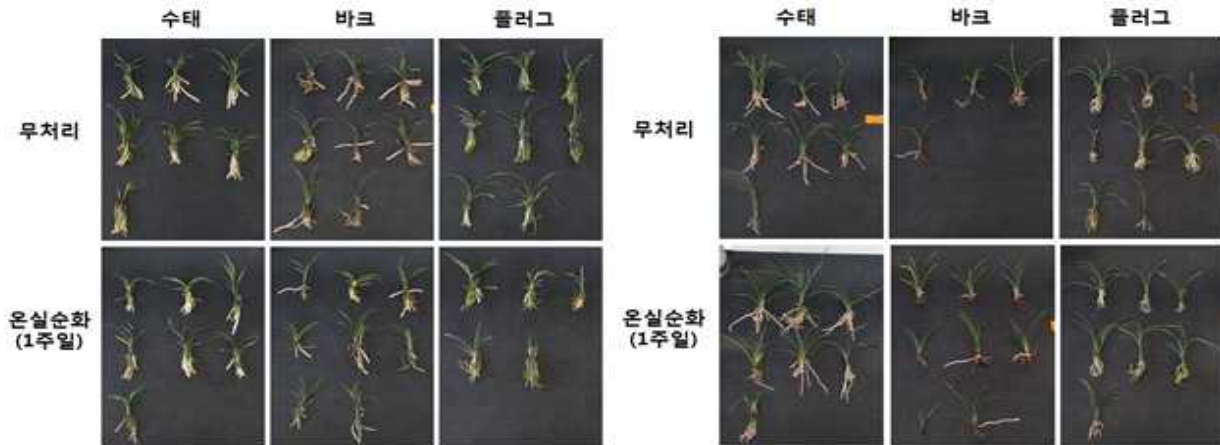 수태 바크 플러그 수태 바크 플러그
무처리 무처리
온실순화 온실순화
(1주일) (1주일)